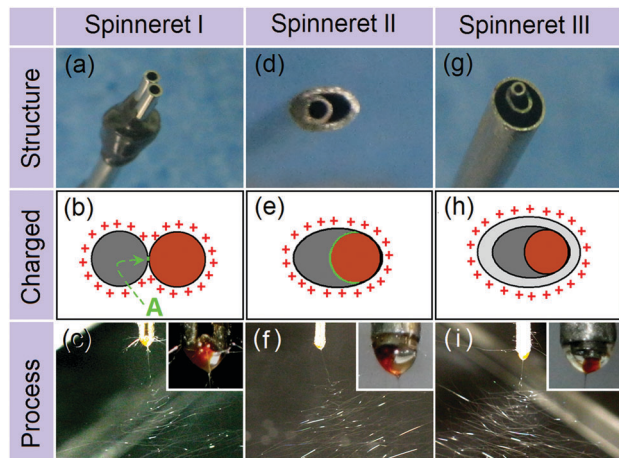 Spinneret I
Spinneret II
Spinneret III
Structure
(a)
(d)
(g)
Charged
(b)
(e)
(h)
A
Process
(c)
(f)
(i)